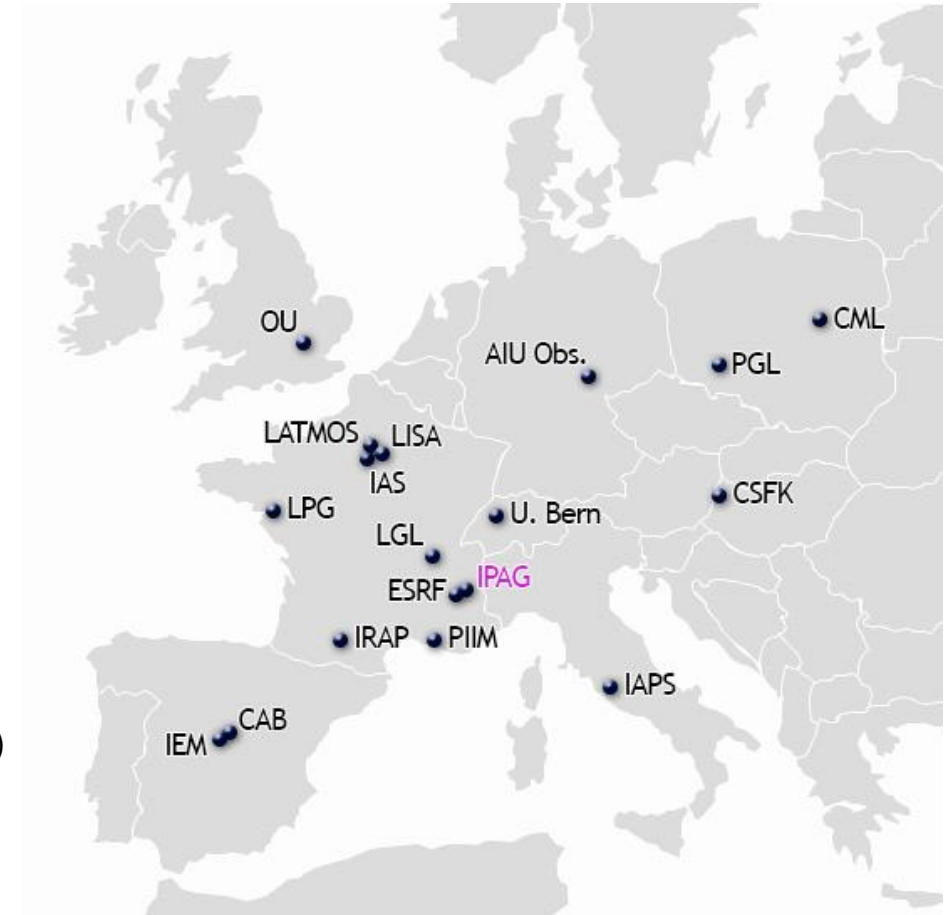 OU
CML
AIU Obs.
PGL
LATMOS
LISA
IAS
CSFK
LPG
U. Bern
LGL
IPAG
ESRF
IRAP
PIIM
IAPS
CAB
IEM
)